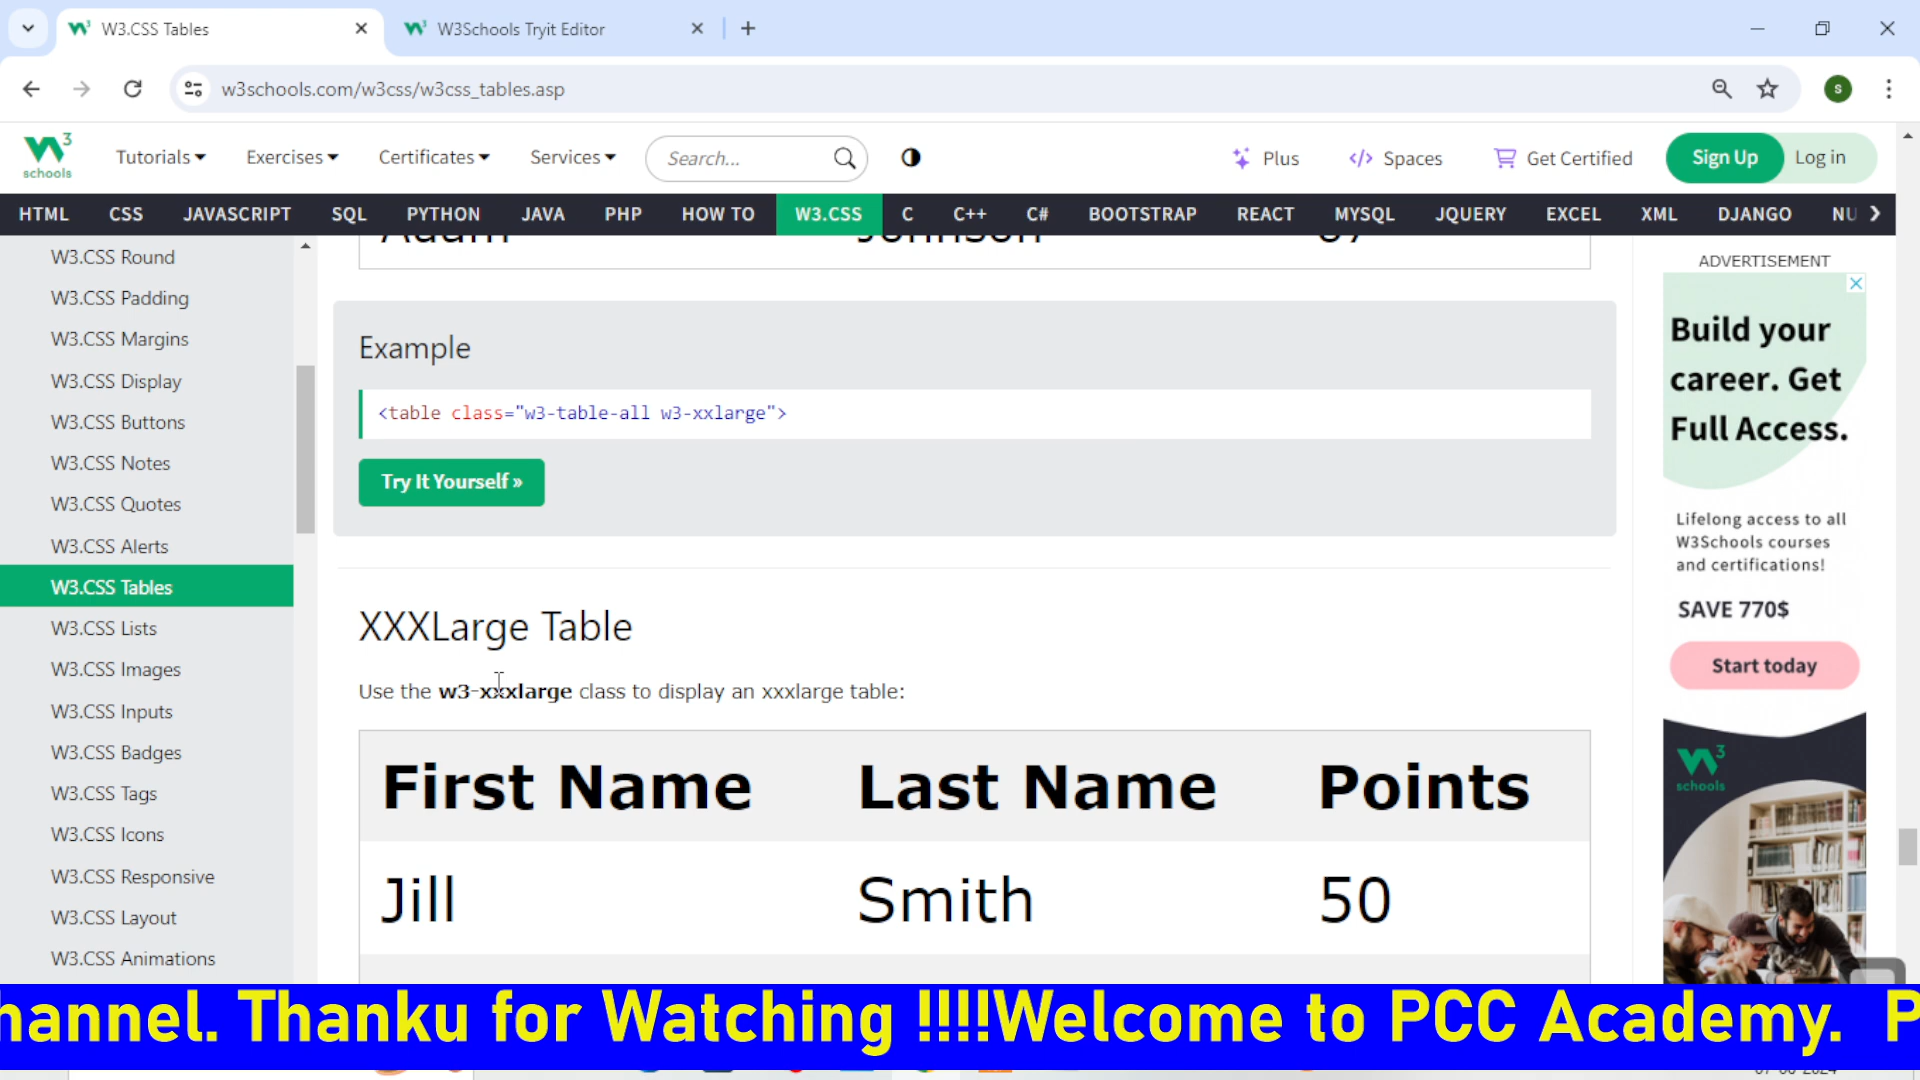 W3.CSS Tables
W3Schools Tryit Editor
w3schools.com/w3css/w3css_tables.asp
s
W3 schools
Tutorials
Exercises
Certificates
Services
Search...
Plus
</> Spaces
Get Certified
Sign Up
Log in
HTML CSS JAVASCRIPT SQL PYTHON JAVA PHP HOW TO W3.CSS C C++ C# BOOTSTRAP REACT MYSQL JQUERY EXCEL XML DJANGO NU
W3.CSS Round
W3.CSS Padding
W3.CSS Margins
W3.CSS Display
W3.CSS Buttons
W3.CSS Notes
W3.CSS Quotes
W3.CSS Alerts
W3.CSS Tables
W3.CSS Lists
W3.CSS Images
W3.CSS Inputs
W3.CSS Badges
W3.CSS Tags
W3.CSS Icons
W3.CSS Responsive
W3.CSS Layout
W3.CSS Animations
Adam Johnson 67
Example
<table class="w3-table-all w3-xxlarge">
Try It Yourself »
XXXLarge Table
Use the w3-xxxlarge class to display an xxxlarge table:
First Name Last Name Points
Jill Smith 50
ADVERTISEMENT
Build your
career. Get
Full Access.
Lifelong access to all
W3Schools courses
and certifications!
SAVE 770$
Start today
W3 schools
hannel. Thanku for Watching !!!!Welcome to PCC Academy. P